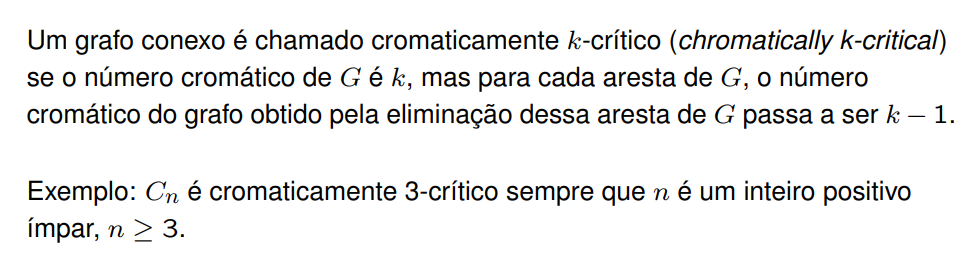 Um grafo conexo é chamado cromaticamente k-crítico (chromatically k-critical)
se o número cromático de G é k, mas para cada aresta de G, o número
cromático do grafo obtido pela eliminação dessa aresta de G passa a ser k − 1.
Exemplo: Cₙ é cromaticamente 3-crítico sempre que n é um inteiro positivo
ímpar, n ≥ 3.